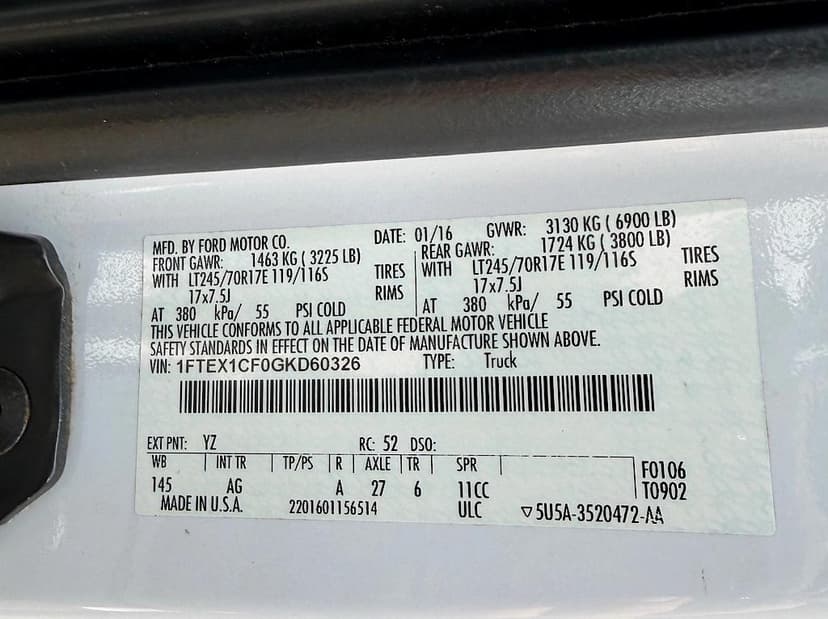 MFD. BY FORD MOTOR CO. DATE: 01/16 GVWR: 3130 KG ( 6900 LB)
FRONT GAWR: 1463 KG ( 3225 LB) REAR GAWR: 1724 KG ( 3800 LB)
WITH LT245/70R17E 119/116S TIRES WITH LT245/70R17E 119/116S TIRES
17x7.5J RIMS 17x7.5J RIMS
AT 380 kPa/ 55 PSI COLD AT 380 kPa/ 55 PSI COLD
THIS VEHICLE CONFORMS TO ALL APPLICABLE FEDERAL MOTOR VEHICLE
SAFETY STANDARDS IN EFFECT ON THE DATE OF MANUFACTURE SHOWN ABOVE.
VIN: 1FTEX1CF0GKD60326 TYPE: Truck
EXT PNT: YZ RC: 52 DSO:
WB INT TR TP/PS R AXLE TR SPR F0106
145 AG A 27 6 11CC T0902
MADE IN U.S.A. 2201601156514 ULC ▽5U5A-3520472-AA